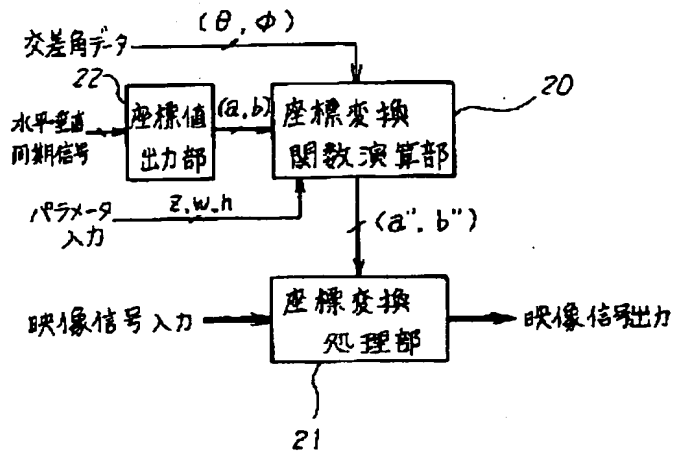 交差角データ
(θ, φ)
22
20
水平・垂直
同期信号
座標値
出力部
(a, b)
座標変換
関数演算部
パラメータ
入力
z, w, h
(a", b")
映像信号入力
座標変換
処理部
映像信号出力
21